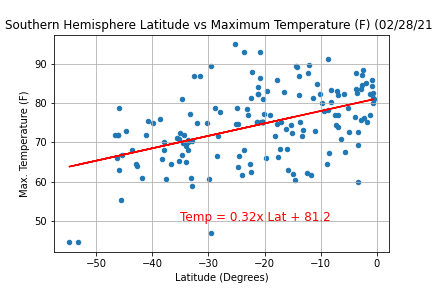 Southern Hemisphere Latitude vs Maximum Temperature (F) (02/28/21
Max. Temperature (F)
90
80
70
60
50
Temp = 0.32x Lat + 81.2
−50 −40 −30 −20 −10 0
Latitude (Degrees)